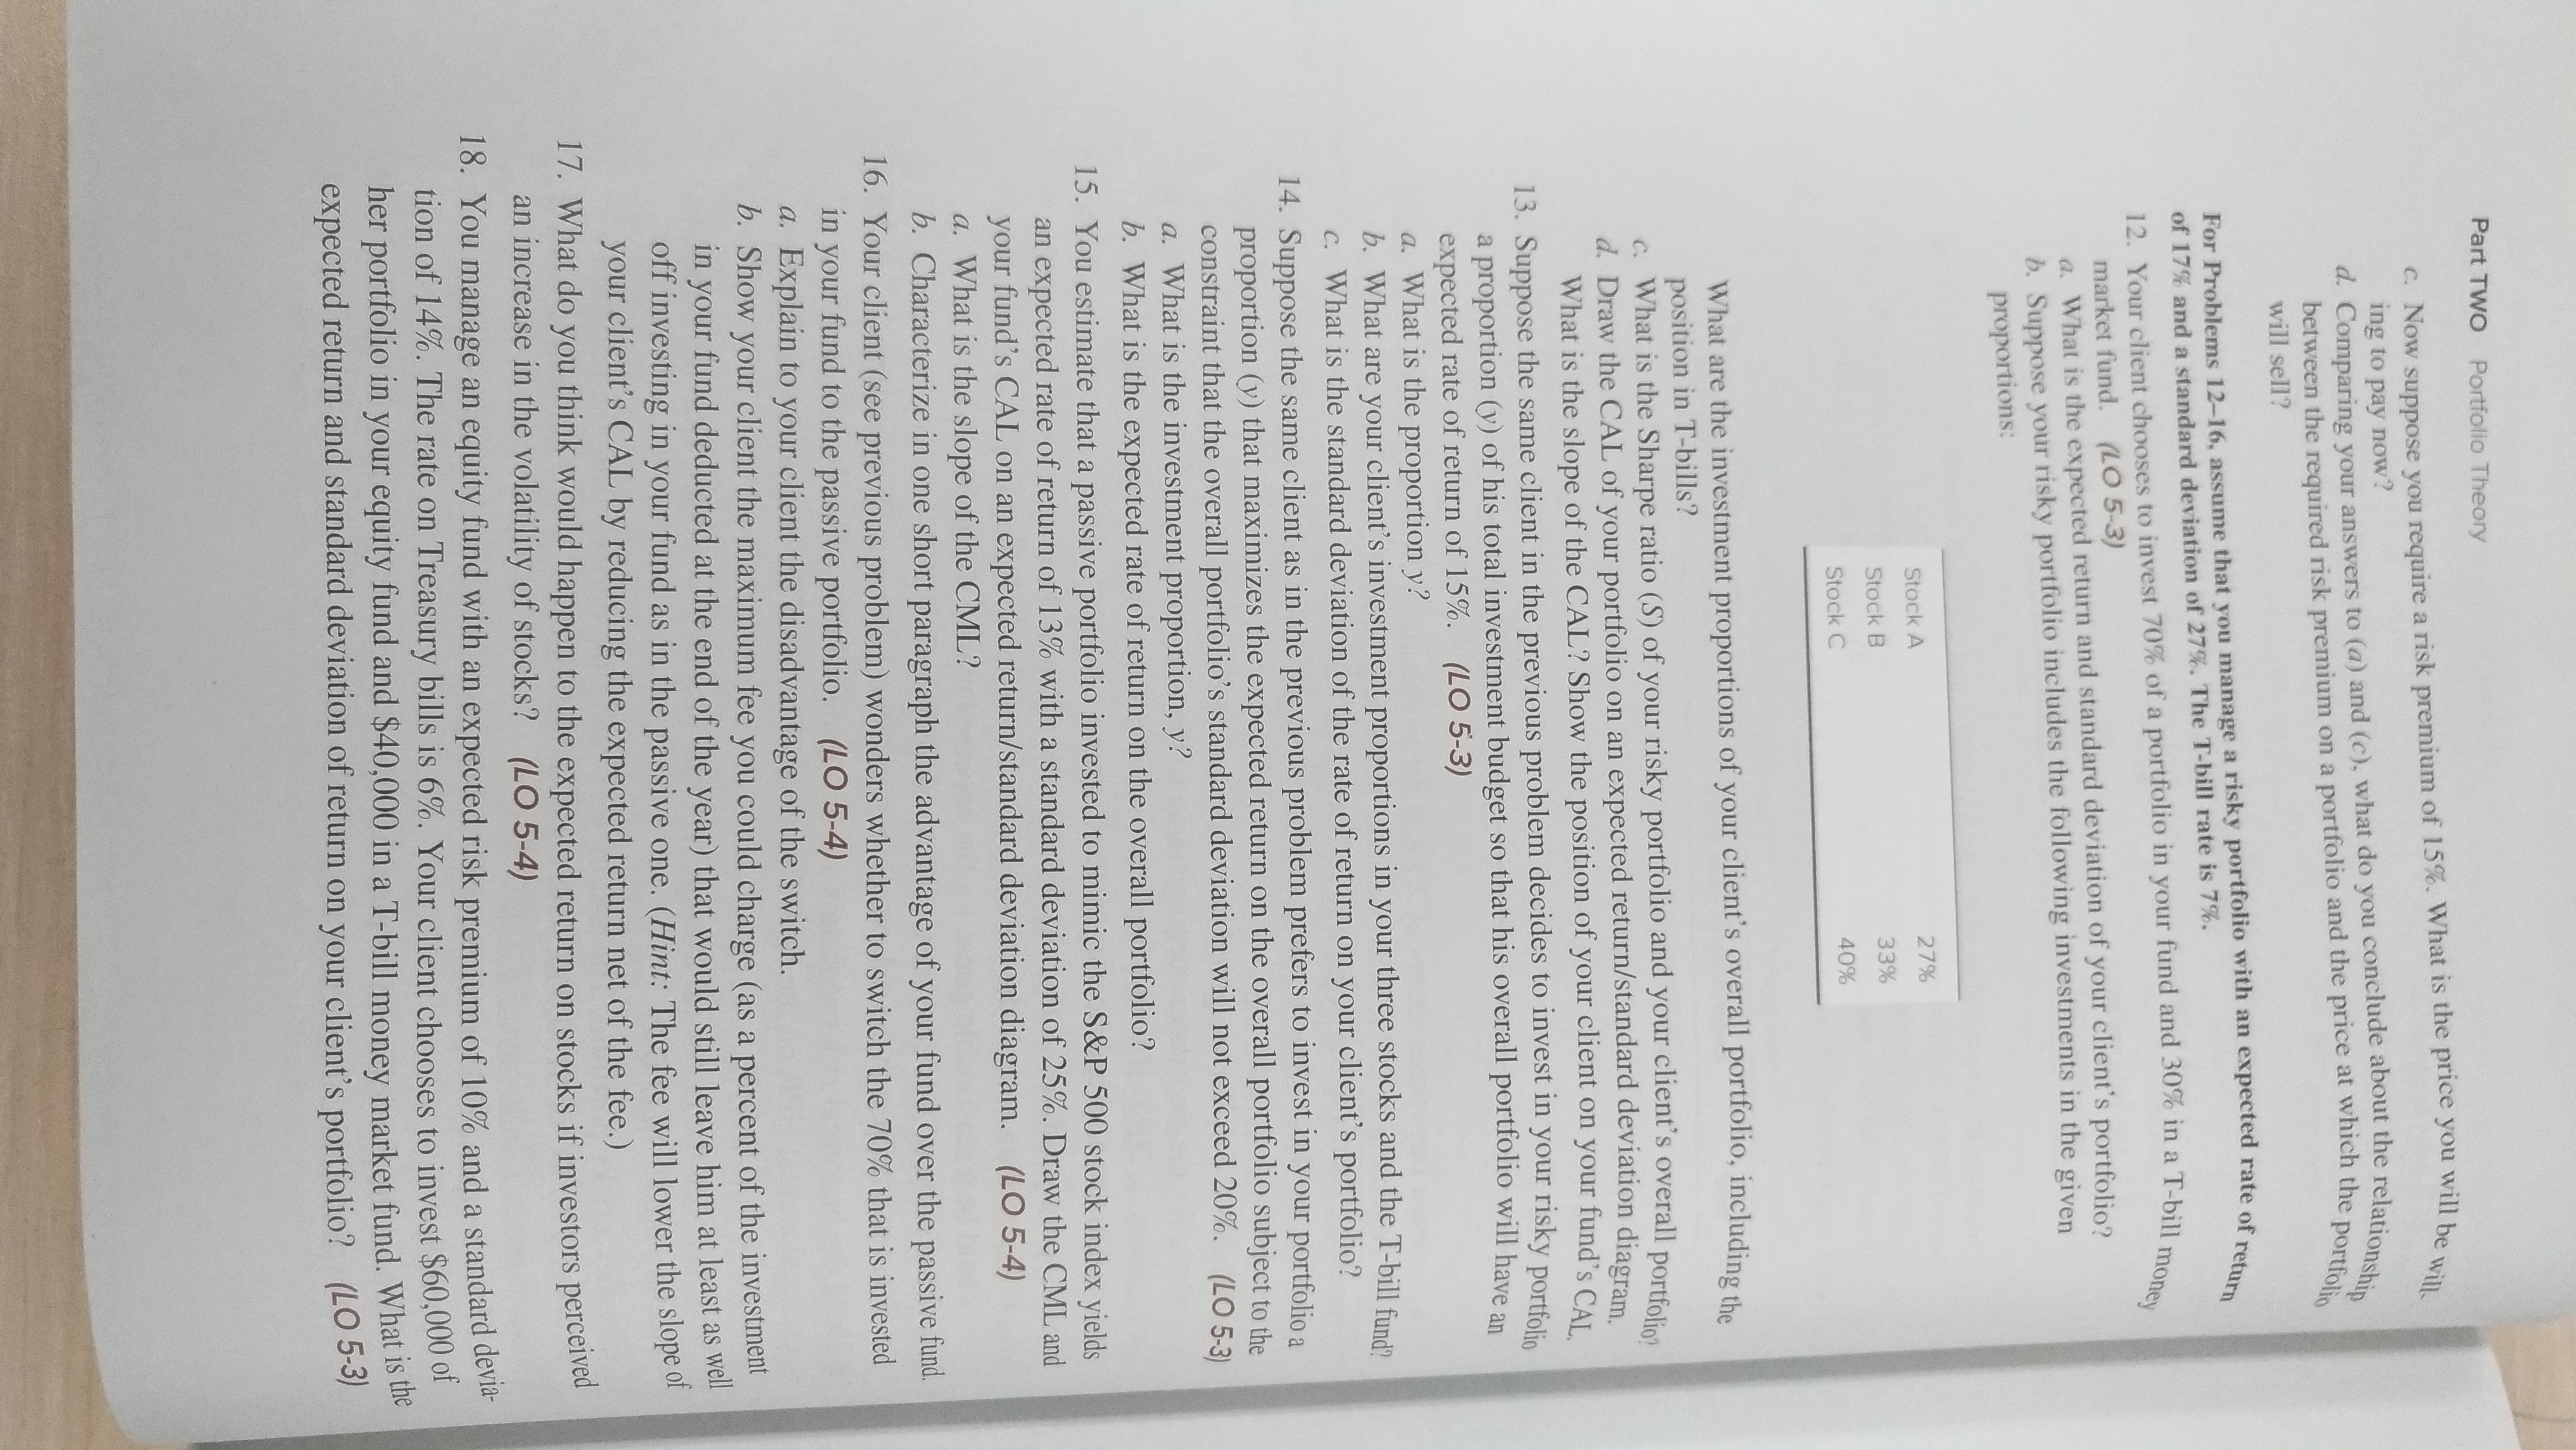 Part TWO Portfolio Theory
c. Now suppose you require a risk premium of 15%. What is the price you will be will-
ing to pay now?
d. Comparing your answers to (a) and (c), what do you conclude about the relationship
between the required risk premium on a portfolio and the price at which the portfolio
will sell?
For Problems 12–16, assume that you manage a risky portfolio with an expected rate of return
of 17% and a standard deviation of 27%. The T-bill rate is 7%.
12. Your client chooses to invest 70% of a portfolio in your fund and 30% in a T-bill money
market fund. (LO 5-3)
a. What is the expected return and standard deviation of your client's portfolio?
b. Suppose your risky portfolio includes the following investments in the given
proportions:
Stock A 27%
Stock B 33%
Stock C 40%
What are the investment proportions of your client's overall portfolio, including the
position in T-bills?
c. What is the Sharpe ratio (S) of your risky portfolio and your client's overall portfolio?
d. Draw the CAL of your portfolio on an expected return/standard deviation diagram.
What is the slope of the CAL? Show the position of your client on your fund's CAL.
13. Suppose the same client in the previous problem decides to invest in your risky portfolio
a proportion (y) of his total investment budget so that his overall portfolio will have an
expected rate of return of 15%. (LO 5-3)
a. What is the proportion y?
b. What are your client's investment proportions in your three stocks and the T-bill fund?
c. What is the standard deviation of the rate of return on your client's portfolio?
14. Suppose the same client as in the previous problem prefers to invest in your portfolio a
proportion (y) that maximizes the expected return on the overall portfolio subject to the
constraint that the overall portfolio's standard deviation will not exceed 20%. (LO 5-3)
a. What is the investment proportion, y?
b. What is the expected rate of return on the overall portfolio?
15. You estimate that a passive portfolio invested to mimic the S&P 500 stock index yields
an expected rate of return of 13% with a standard deviation of 25%. Draw the CML and
your fund's CAL on an expected return/standard deviation diagram. (LO 5-4)
a. What is the slope of the CML?
b. Characterize in one short paragraph the advantage of your fund over the passive fund.
16. Your client (see previous problem) wonders whether to switch the 70% that is invested
in your fund to the passive portfolio. (LO 5-4)
a. Explain to your client the disadvantage of the switch.
b. Show your client the maximum fee you could charge (as a percent of the investment
in your fund deducted at the end of the year) that would still leave him at least as well
off investing in your fund as in the passive one. (Hint: The fee will lower the slope of
your client's CAL by reducing the expected return net of the fee.)
17. What do you think would happen to the expected return on stocks if investors perceived
an increase in the volatility of stocks? (LO 5-4)
18. You manage an equity fund with an expected risk premium of 10% and a standard devia-
tion of 14%. The rate on Treasury bills is 6%. Your client chooses to invest $60,000 of
her portfolio in your equity fund and $40,000 in a T-bill money market fund. What is the
expected return and standard deviation of return on your client's portfolio? (LO 5-3)